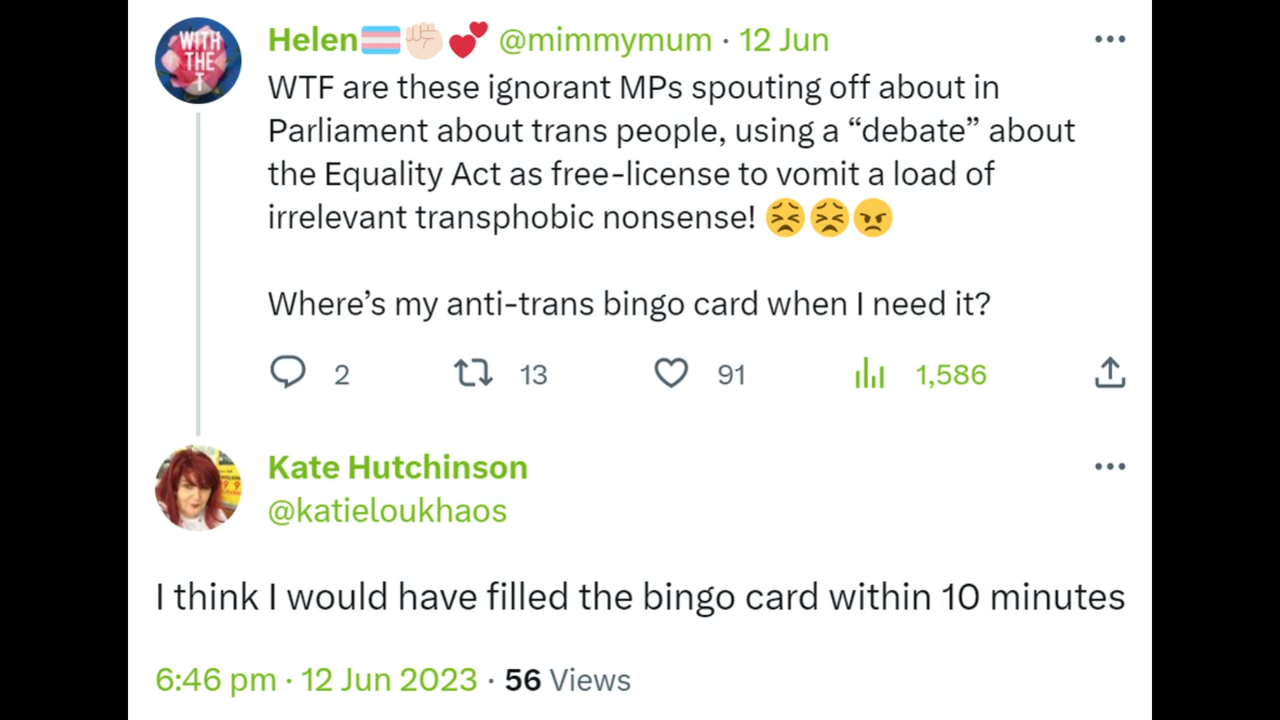 WITH
THE
T
Helen @mimmymum · 12 Jun
WTF are these ignorant MPs spouting off about in
Parliament about trans people, using a “debate” about
the Equality Act as free-license to vomit a load of
irrelevant transphobic nonsense!
Where’s my anti-trans bingo card when I need it?
2 13 91 1,586
Kate Hutchinson
@katieloukhaos
I think I would have filled the bingo card within 10 minutes
6:46 pm · 12 Jun 2023 · 56 Views